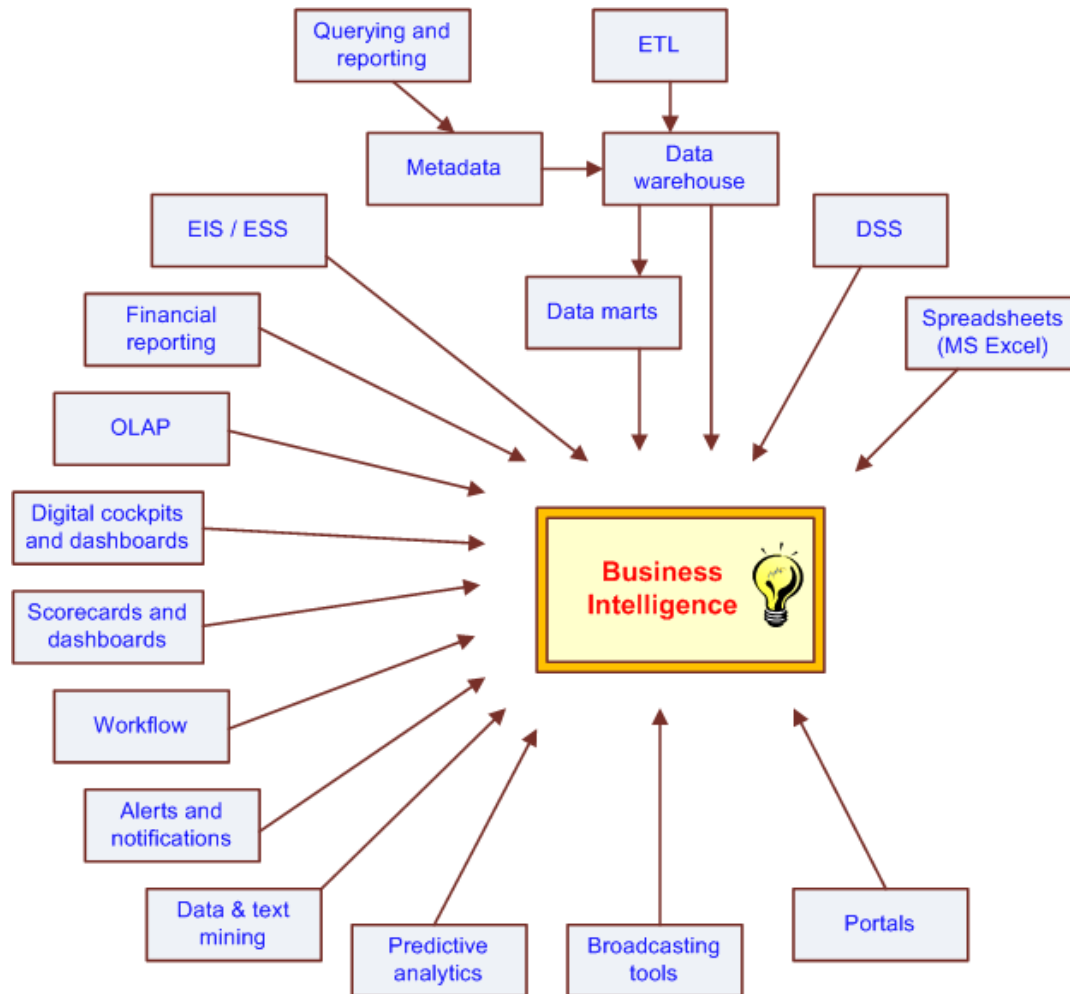 Querying and
reporting
ETL
Metadata
Data
warehouse
EIS / ESS
DSS
Data marts
Financial
reporting
Spreadsheets
(MS Excel)
OLAP
Digital cockpits
and dashboards
Business
Intelligence
Scorecards and
dashboards
Workflow
Alerts and
notifications
Data & text
mining
Predictive
analytics
Broadcasting
tools
Portals